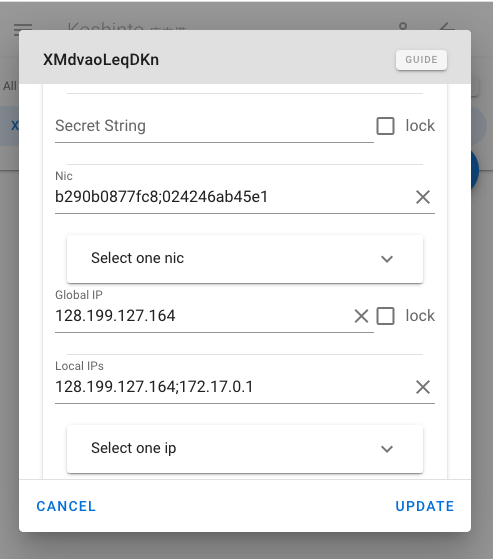 XMdvaoLeqDKn
GUIDE
All
X
Secret String
lock
Nic
b290b0877fc8;024246ab45e1
Select one nic
Global IP
128.199.127.164
lock
Local IPs
128.199.127.164;172.17.0.1
Select one ip
CANCEL
UPDATE